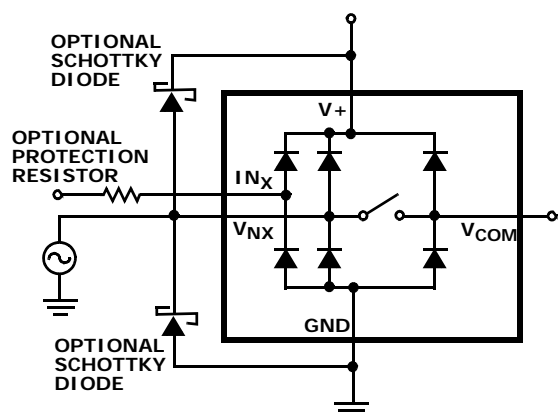 OPTIONAL
SCHOTTKY
DIODE
V+
OPTIONAL
PROTECTION
RESISTOR
INX
VNX
VCOM
GND
OPTIONAL
SCHOTTKY
DIODE